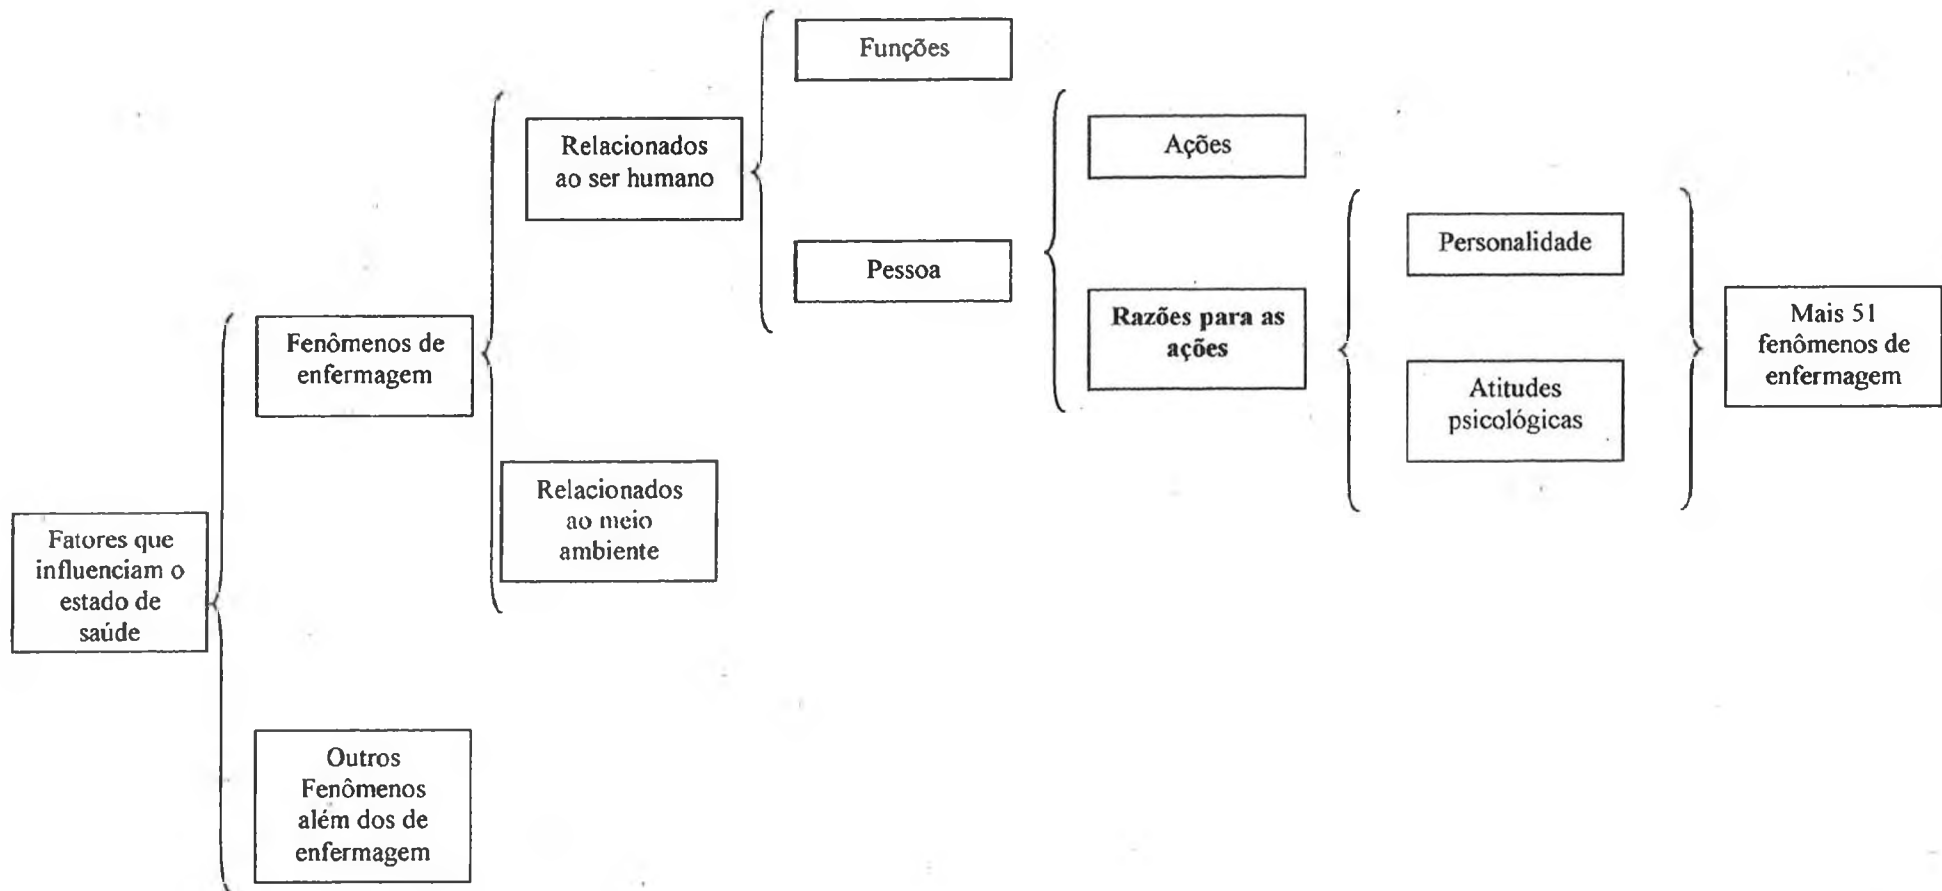 Funções
Relacionados
ao ser humano
Ações
Pessoa
Personalidade
Fenômenos de
enfermagem
Razões para as
ações
Mais 51
fenômenos de
enfermagem
Atitudes
psicológicas
Relacionados
ao meio
ambiente
Fatores que
influenciam o
estado de
saúde
Outros
Fenômenos
além dos de
enfermagem